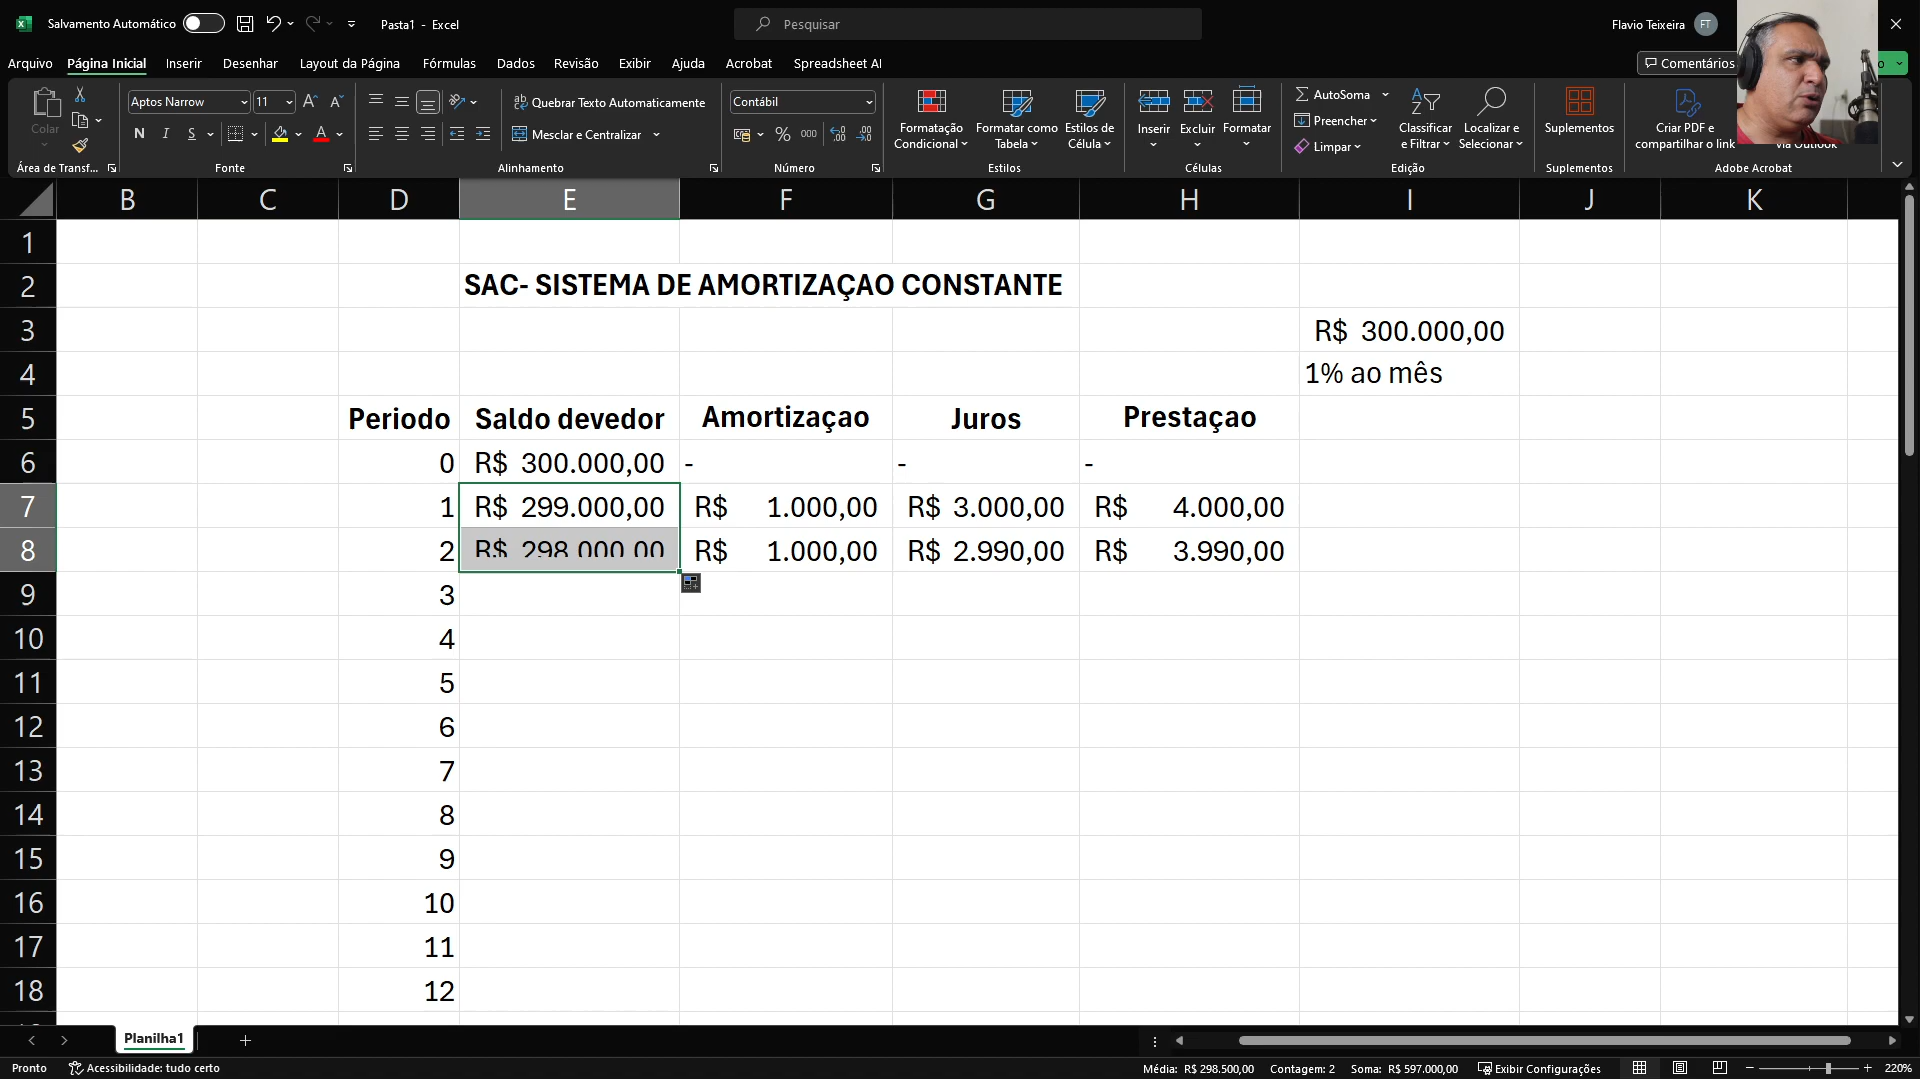 Salvamento Automático
Pasta1 - Excel
Pesquisar
Flavio Teixeira
FT
Arquivo Página Inicial Inserir Desenhar Layout da Página Fórmulas Dados Revisão Exibir Ajuda Acrobat Spreadsheet AI
Comentários
Colar
Aptos Narrow 11
N I S
Quebrar Texto Automaticamente
Mesclar e Centralizar
Contábil
% 000
Formatação Condicional
Formatar como Tabela
Estilos de Célula
Inserir Excluir Formatar
AutoSoma
Preencher
Limpar
Classificar e Filtrar
Localizar e Selecionar
Suplementos
Criar PDF e compartilhar o link
via Outlook
Área de Transf... Fonte Alinhamento Número Estilos Células Edição Suplementos Adobe Acrobat
B C D E F G H I J K
1
2 SAC- SISTEMA DE AMORTIZAÇAO CONSTANTE
3 R$ 300.000,00
4 1% ao mês
5 Periodo Saldo devedor Amortizaçao Juros Prestaçao
6 0 R$ 300.000,00 - - -
7 1 R$ 299.000,00 R$ 1.000,00 R$ 3.000,00 R$ 4.000,00
8 2 R$ 298.000,00 R$ 1.000,00 R$ 2.990,00 R$ 3.990,00
9 3
10 4
11 5
12 6
13 7
14 8
15 9
16 10
17 11
18 12
Planilha1
Pronto Acessibilidade: tudo certo Média: R$ 298.500,00 Contagem: 2 Soma: R$ 597.000,00 Exibir Configurações 220%